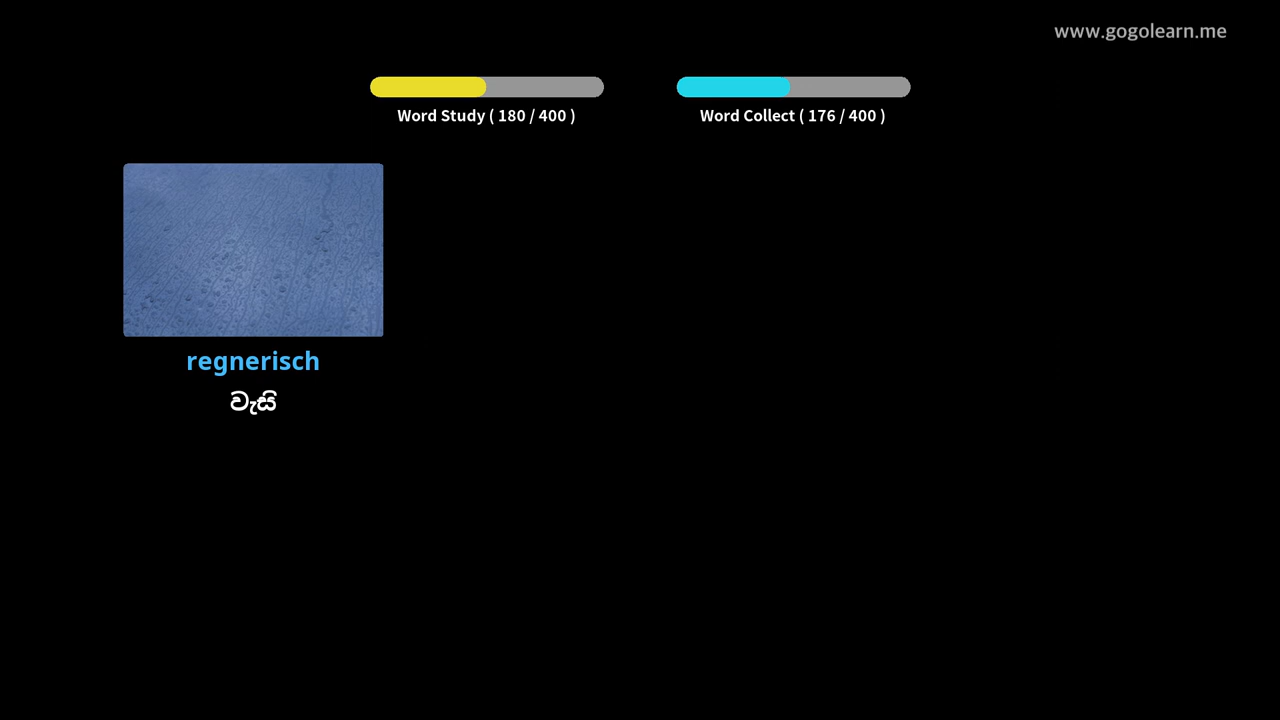 www.gogolearn.me
Word Study ( 180 / 400 )
Word Collect ( 176 / 400 )
regnerisch
වැසි